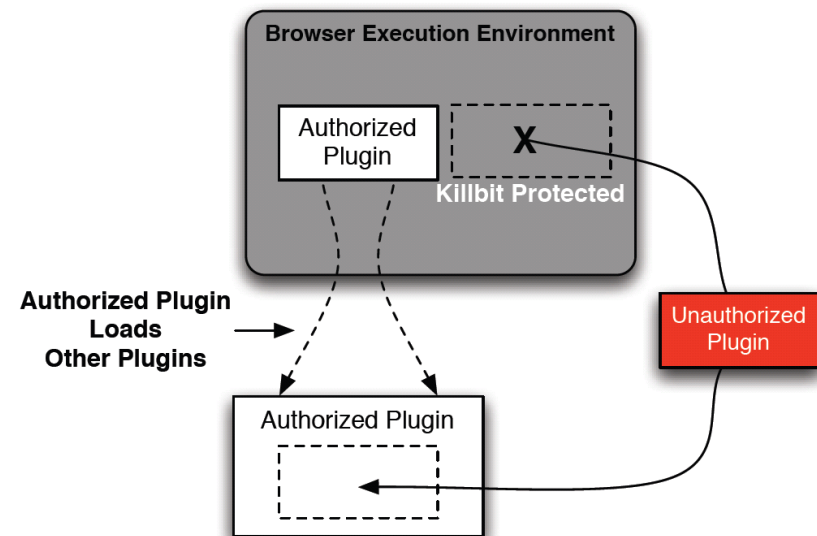 Browser Execution Environment
Authorized
Plugin
X
Killbit Protected
Authorized Plugin
Loads
Other Plugins
Unauthorized
Plugin
Authorized Plugin